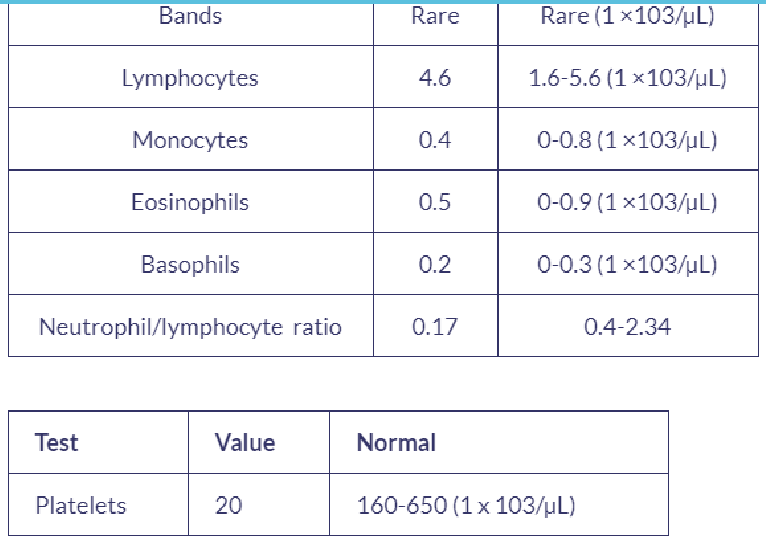 Bands Rare Rare (1 ×103/µL)
Lymphocytes 4.6 1.6-5.6 (1 ×103/µL)
Monocytes 0.4 0-0.8 (1 ×103/µL)
Eosinophils 0.5 0-0.9 (1 ×103/µL)
Basophils 0.2 0-0.3 (1 ×103/µL)
Neutrophil/lymphocyte ratio 0.17 0.4-2.34
Test Value Normal
Platelets 20 160-650 (1 x 103/µL)